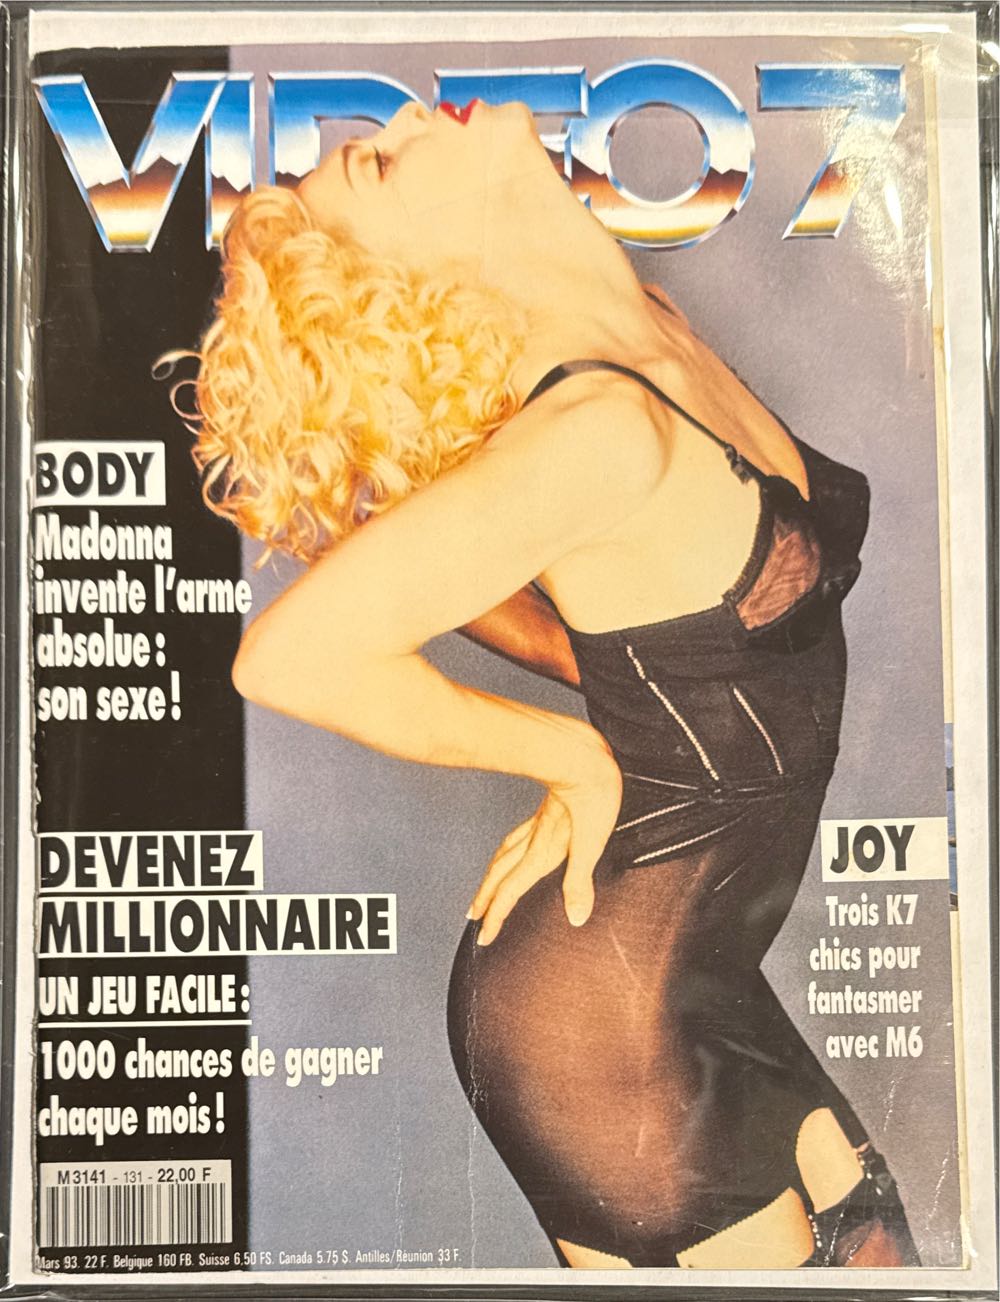 VIDEO 7
BODY
Madonna
invente l'arme
absolue :
son sexe !
DEVENEZ
MILLIONNAIRE
UN JEU FACILE :
1000 chances de gagner
chaque mois !
JOY
Trois K7
chics pour
fantasmer
avec M6
M 3141 - 131 - 22,00 F
Mars 93. 22 F. Belgique 160 FB. Suisse 6,50 FS. Canada 5.75 $. Antilles/Réunion 33 F.